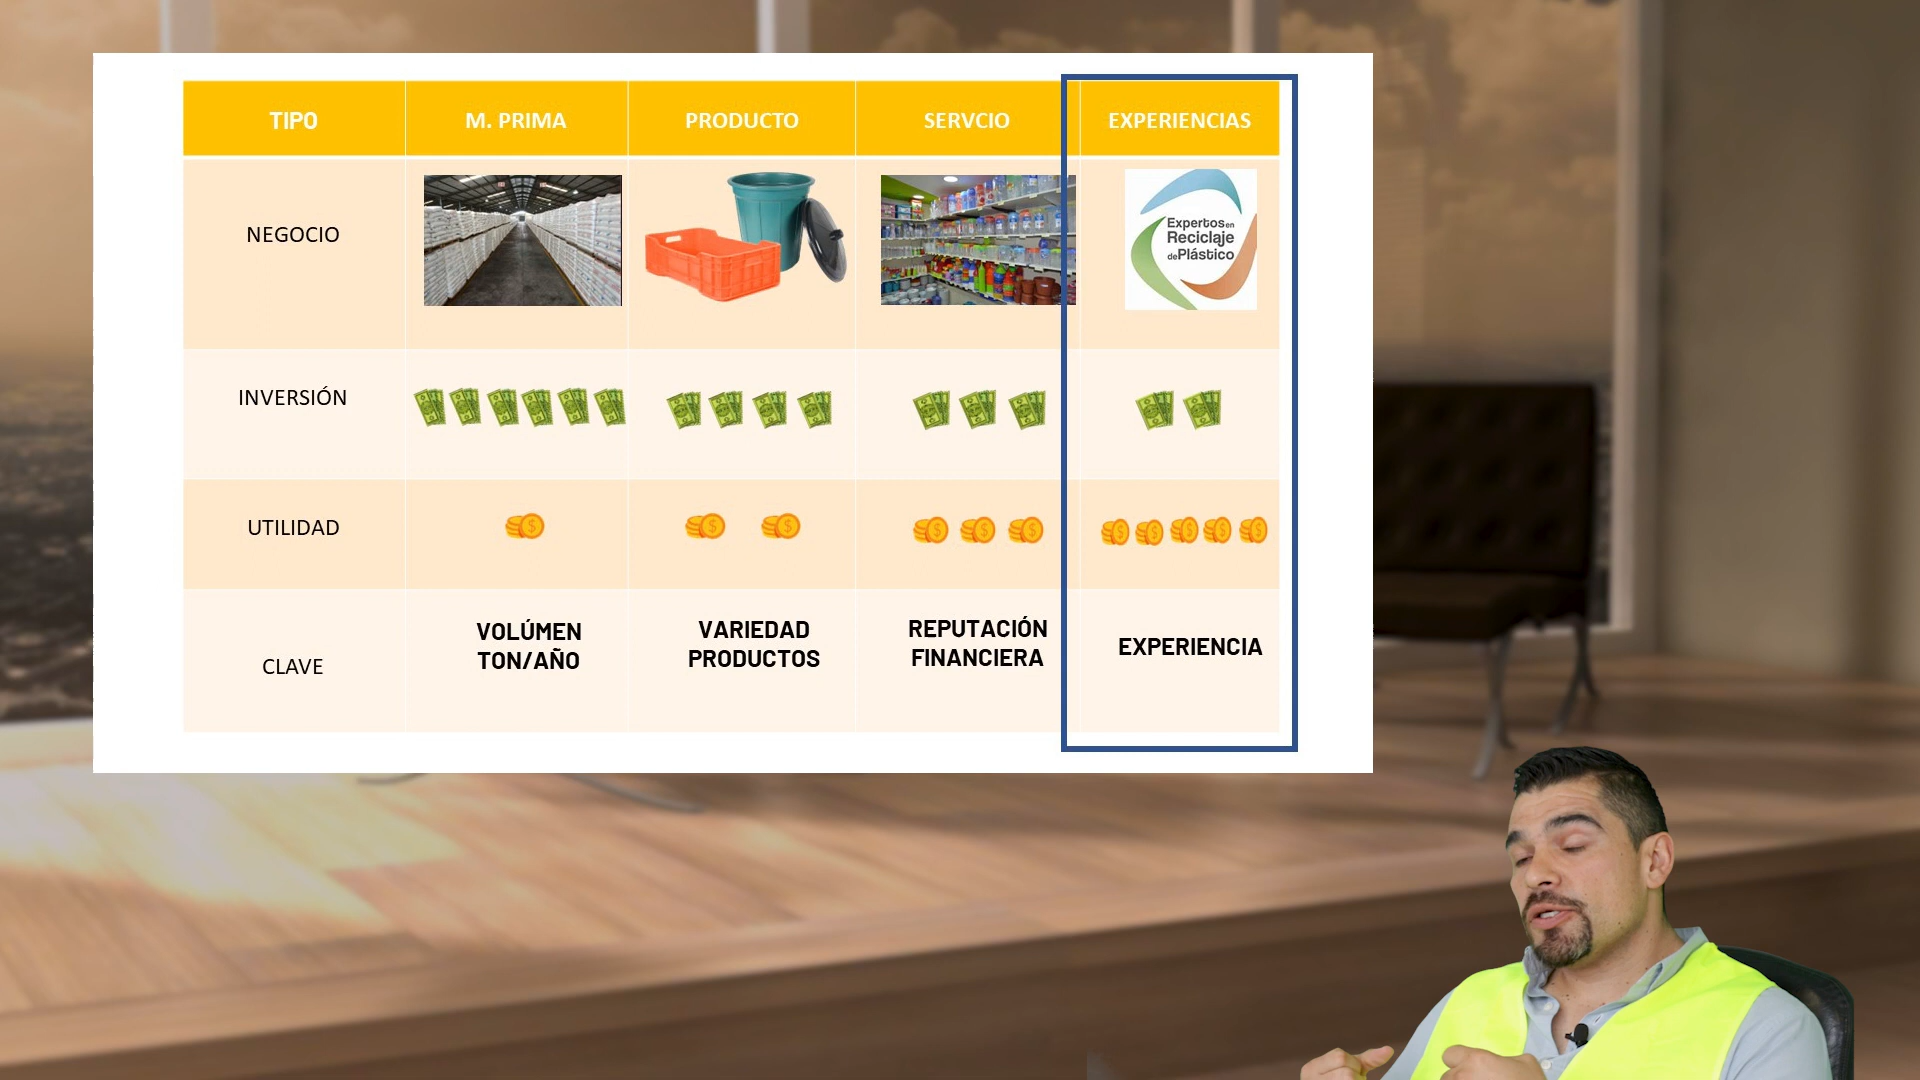 TIPO
M. PRIMA
PRODUCTO
SERVCIO
EXPERIENCIAS
NEGOCIO
Expertos en
Reciclaje
de Plástico
INVERSIÓN
UTILIDAD
CLAVE
VOLÚMEN
TON/AÑO
VARIEDAD
PRODUCTOS
REPUTACIÓN
FINANCIERA
EXPERIENCIA